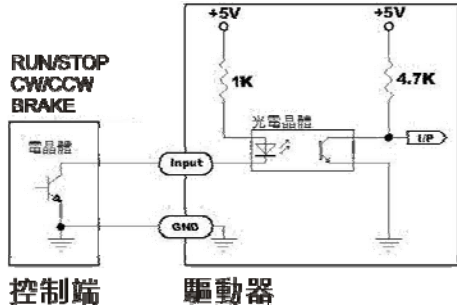 +5V
+5V
RUN/STOP
CW/CCW
BRAKE
1K
4.7K
光電晶體
I/P
電晶體
Input
GND
控制端
驅動器